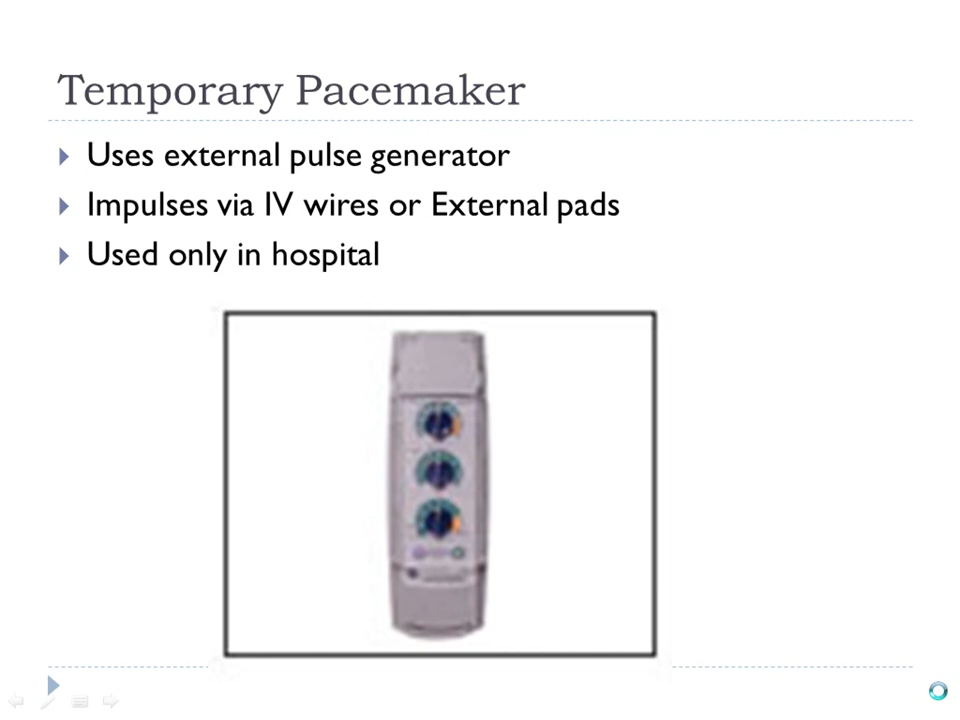 Temporary Pacemaker
Uses external pulse generator
Impulses via IV wires or External pads
Used only in hospital